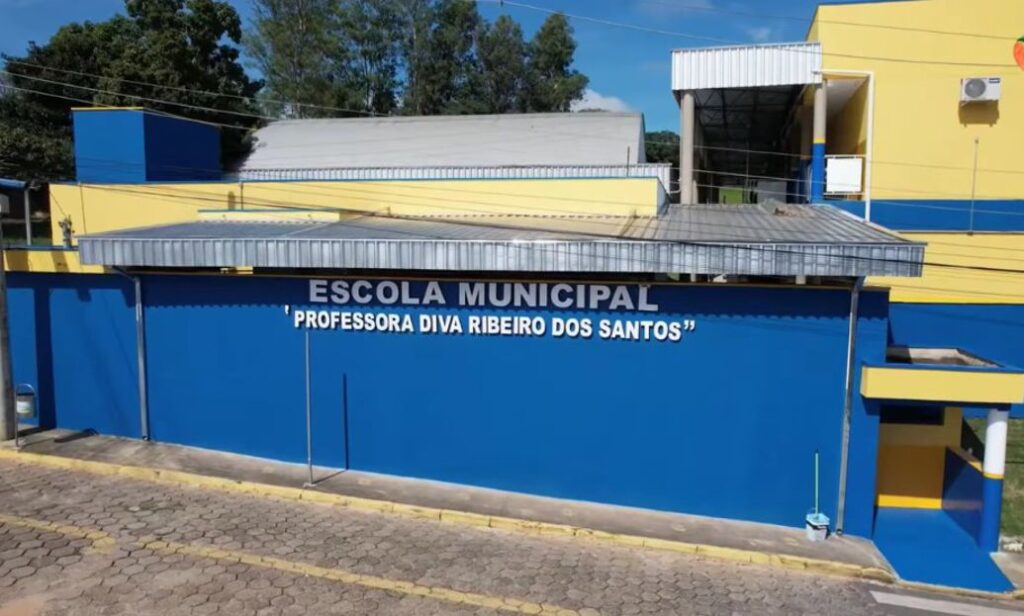 ESCOLA MUNICIPAL
'PROFESSORA DIVA RIBEIRO DOS SANTOS"